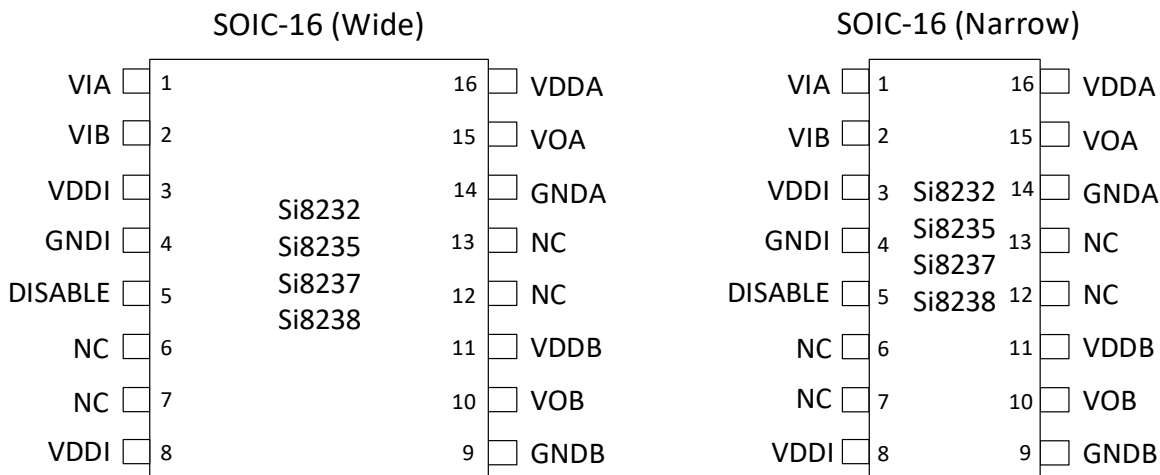 SOIC-16 (Wide)
VIA 1 16 VDDA
VIB 2 15 VOA
VDDI 3 14 GNDA
GNDI 4 13 NC
DISABLE 5 12 NC
NC 6 11 VDDB
NC 7 10 VOB
VDDI 8 9 GNDB
Si8232
Si8235
Si8237
Si8238
SOIC-16 (Narrow)
VIA 1 16 VDDA
VIB 2 15 VOA
VDDI 3 14 GNDA
GNDI 4 13 NC
DISABLE 5 12 NC
NC 6 11 VDDB
NC 7 10 VOB
VDDI 8 9 GNDB
Si8232
Si8235
Si8237
Si8238